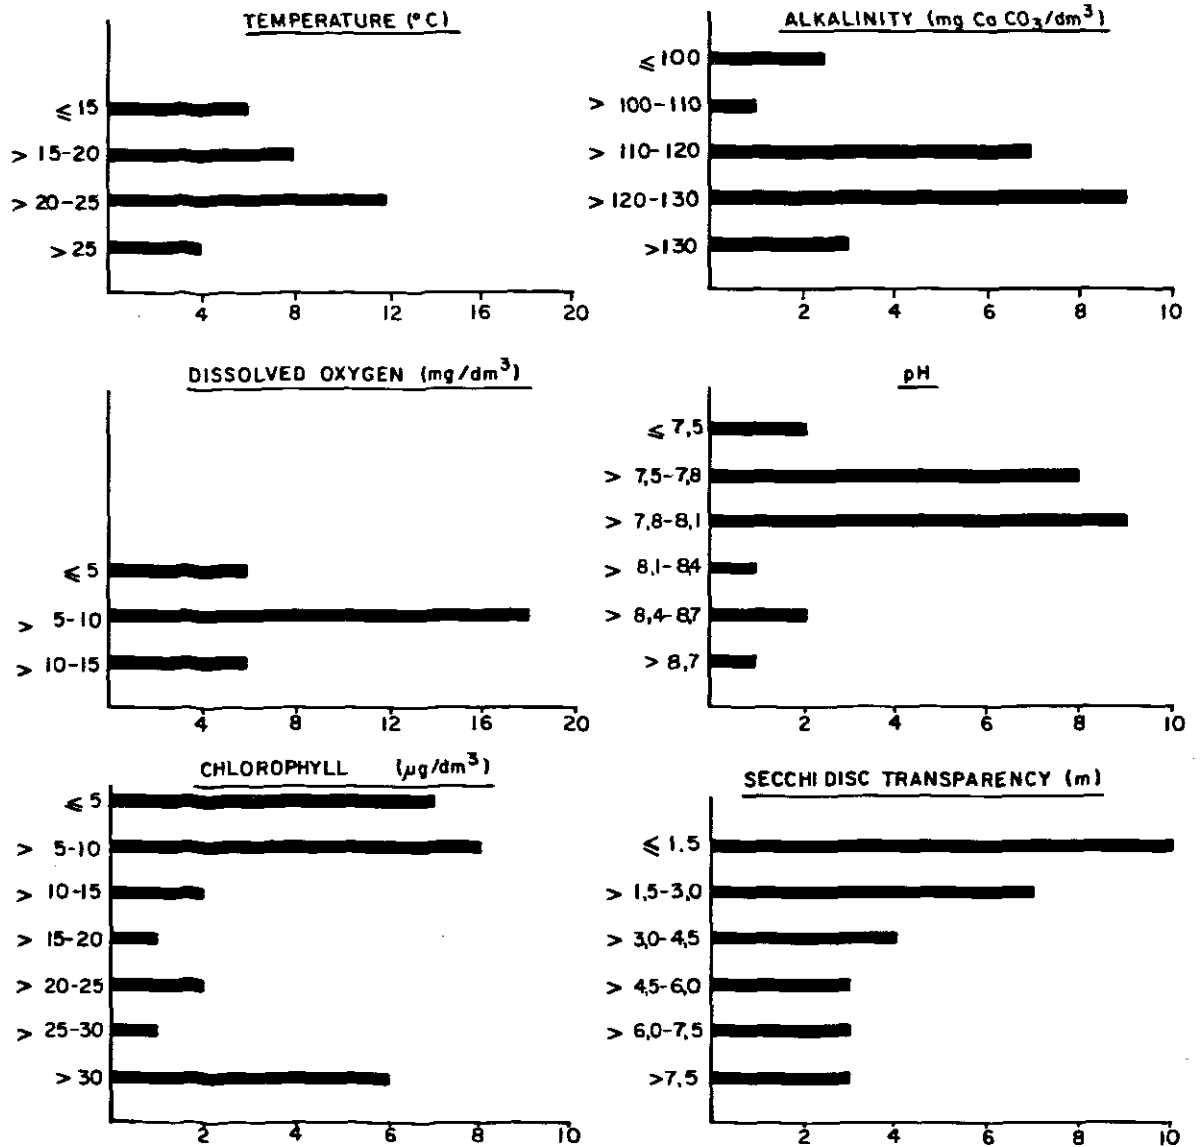 TEMPERATURE (°C)
≤ 15
> 15-20
> 20-25
> 25
4 8 12 16 20
ALKALINITY (mg Ca CO3/dm³)
≤ 100
> 100-110
> 110-120
> 120-130
>130
2 4 6 8 10
DISSOLVED OXYGEN (mg/dm³)
≤ 5
> 5-10
> 10-15
4 8 12 16 20
pH
≤ 7,5
> 7,5-7,8
> 7,8-8,1
> 8,1-8,4
> 8,4-8,7
> 8,7
2 4 6 8 10
CHLOROPHYLL (µg/dm³)
≤ 5
> 5-10
> 10-15
> 15-20
> 20-25
> 25-30
> 30
2 4 6 8 10
SECCHI DISC TRANSPARENCY (m)
≤ 1.5
> 1,5-3,0
> 3,0-4,5
> 4,5-6,0
> 6,0-7,5
>7,5
2 4 6 8 10